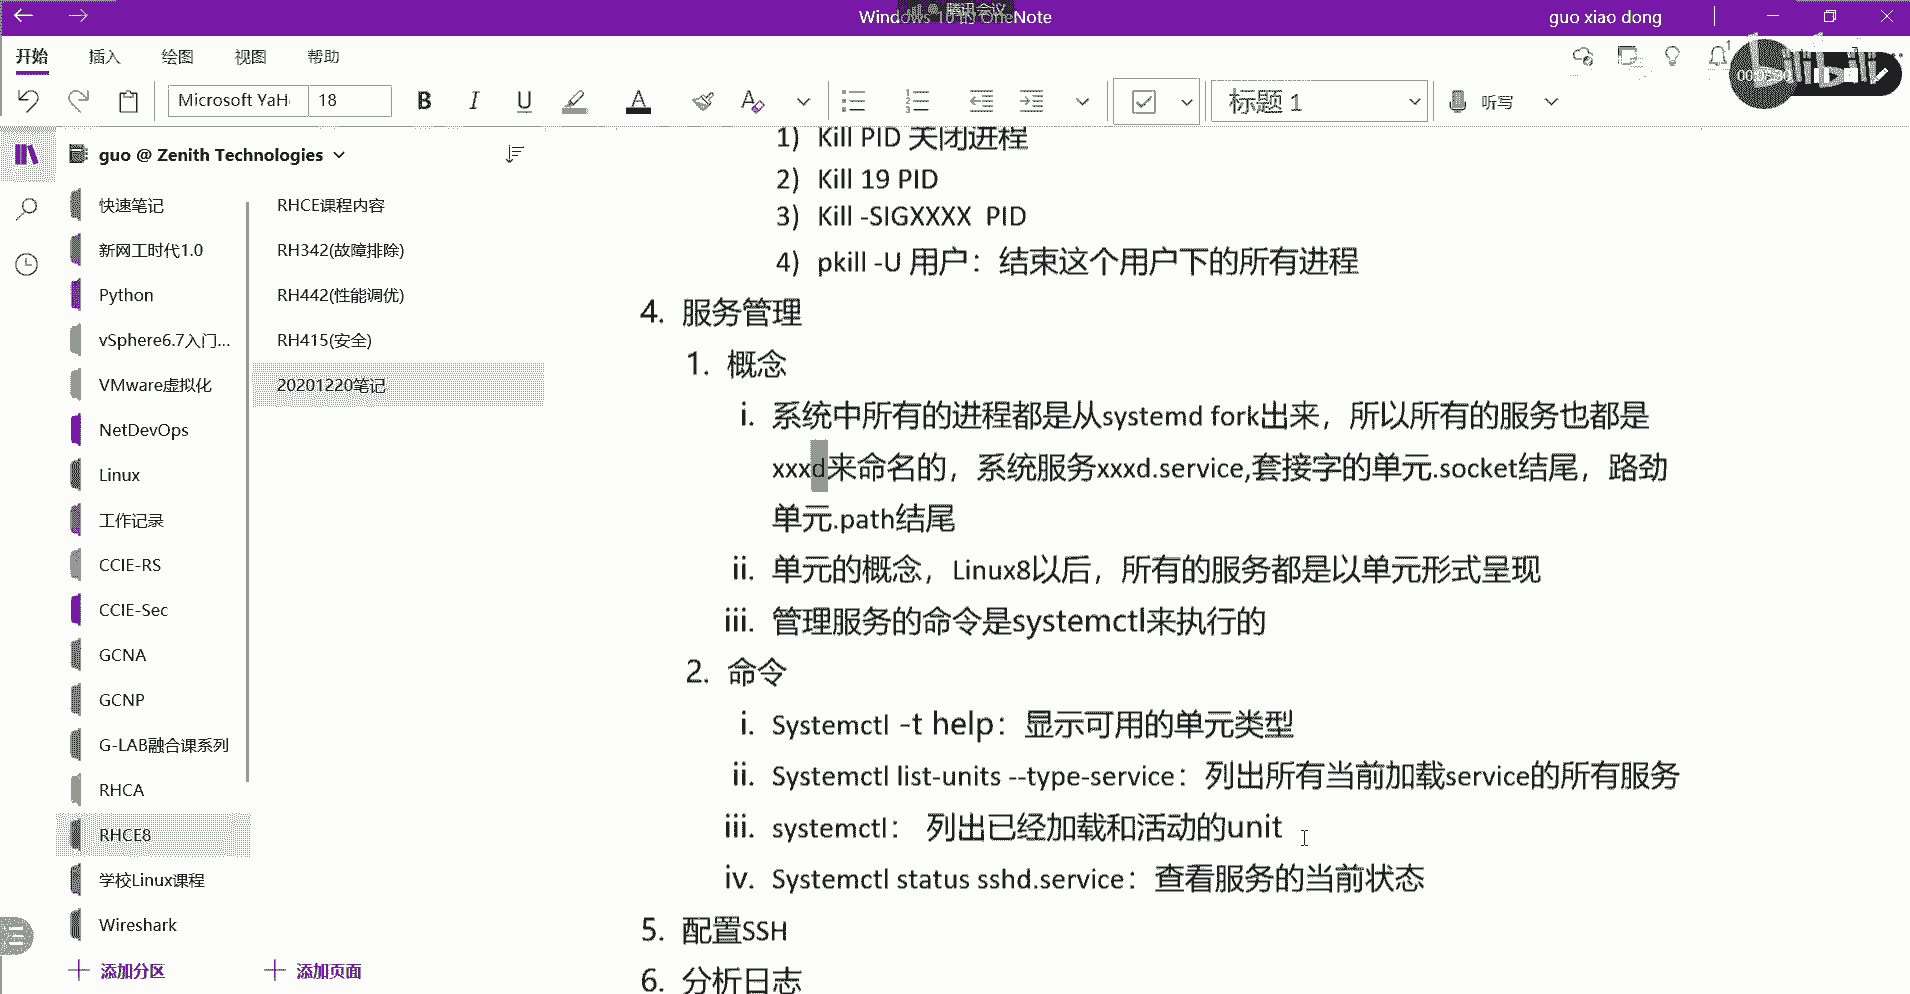 Windows 10 的 OneNote
腾讯会议
guo xiao dong
开始 插入 绘图 视图 帮助
Microsoft YaH 18 B I U A 标题 1 听写
guo @ Zenith Technologies
快速笔记
新网工时代1.0
Python
vSphere6.7入门...
VMware虚拟化
NetDevOps
Linux
工作记录
CCIE-RS
CCIE-Sec
GCNA
GCNP
G-LAB融合课系列
RHCA
RHCE8
学校Linux课程
Wireshark
添加分区
RHCE课程内容
RH342(故障排除)
RH442(性能调优)
RH415(安全)
20201220笔记
添加页面
1) Kill PID 关闭进程
2) Kill 19 PID
3) Kill -SIGXXXX PID
4) pkill -U 用户：结束这个用户下的所有进程
4. 服务管理
1. 概念
i. 系统中所有的进程都是从systemd fork出来，所以所有的服务也都是
xxxd来命名的，系统服务xxxd.service,套接字的单元.socket结尾，路劲
单元.path结尾
ii. 单元的概念，Linux8以后，所有的服务都是以单元形式呈现
iii. 管理服务的命令是systemctl来执行的
2. 命令
i. Systemctl -t help：显示可用的单元类型
ii. Systemctl list-units --type-service：列出所有当前加载service的所有服务
iii. systemctl： 列出已经加载和活动的unit
iv. Systemctl status sshd.service：查看服务的当前状态
5. 配置SSH
6. 分析日志